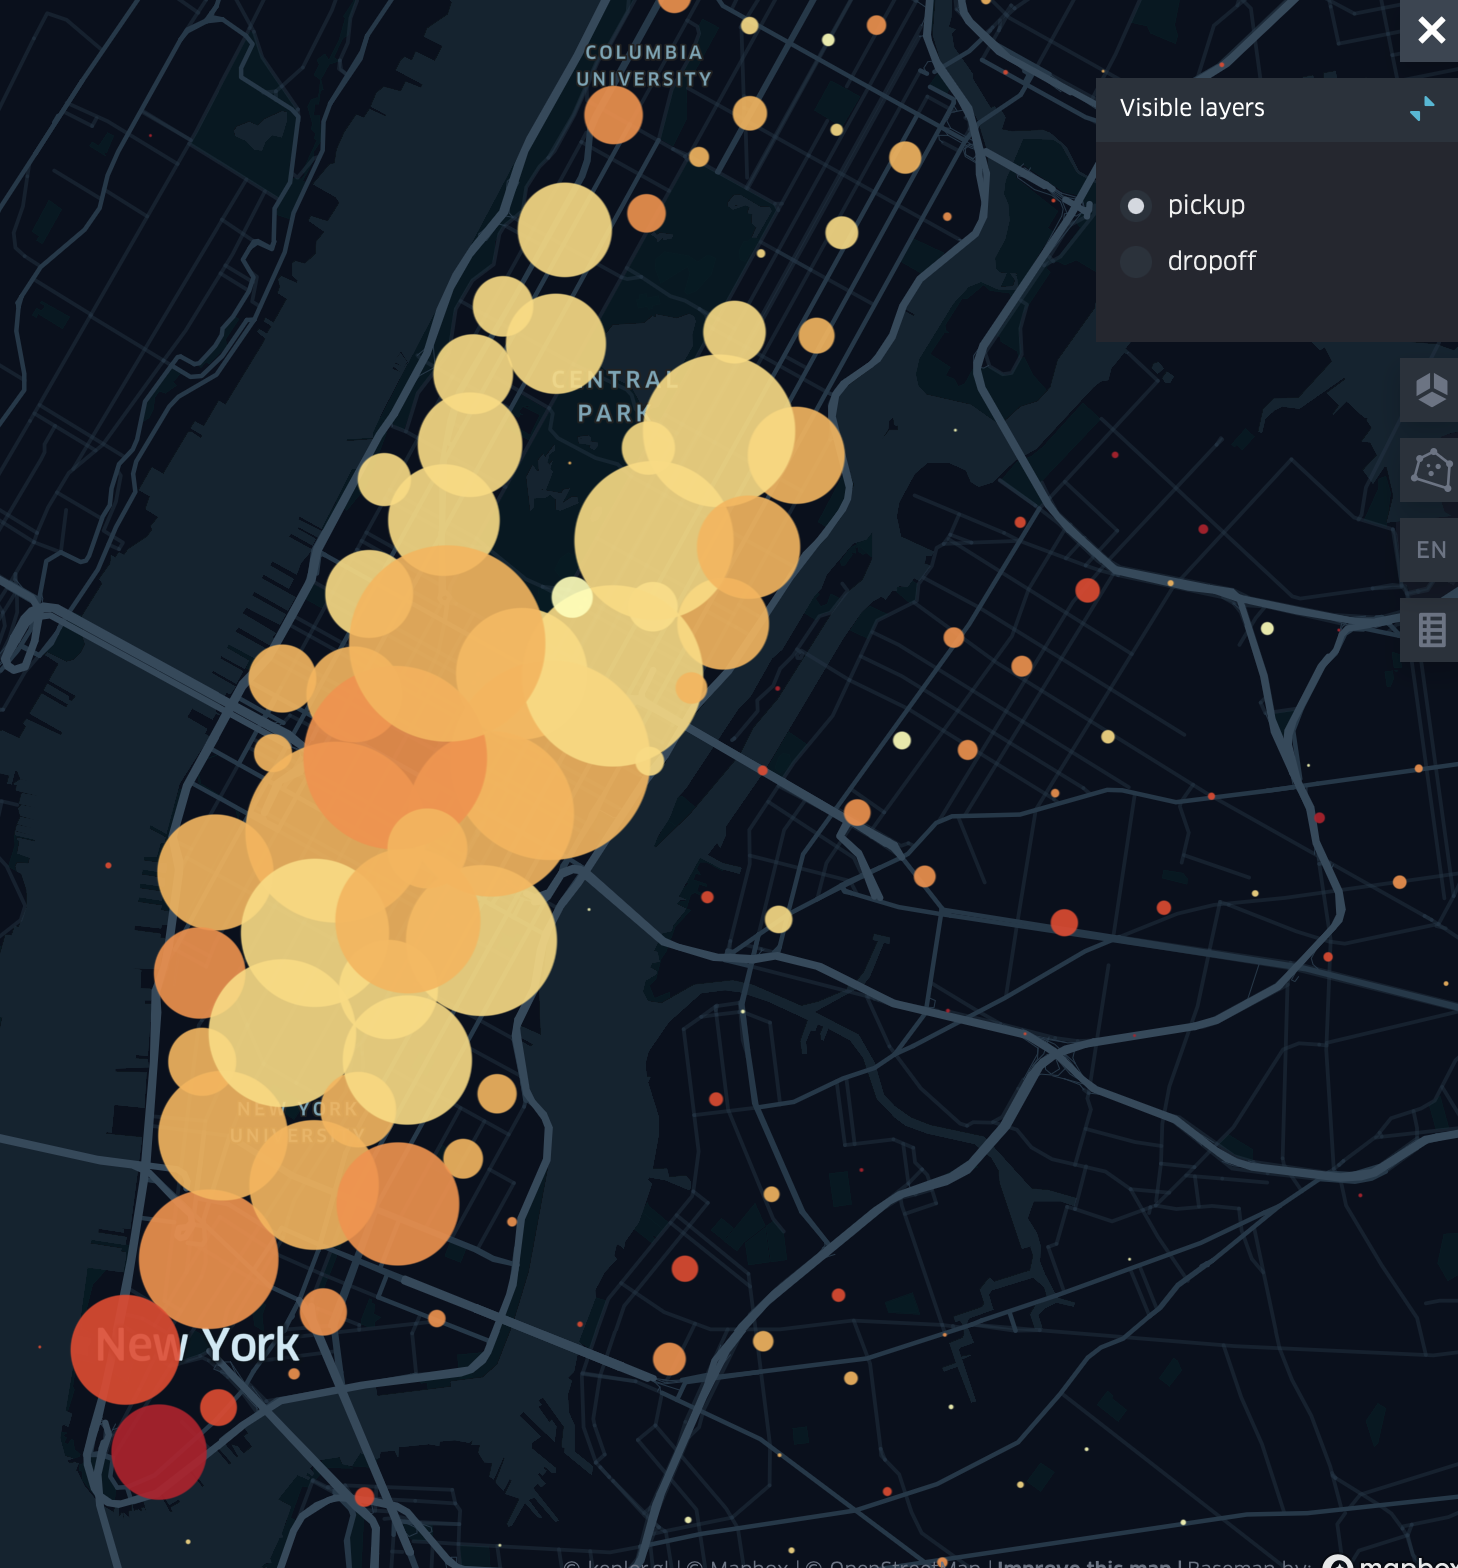 COLUMBIA
UNIVERSITY
Visible layers
pickup
dropoff
CENTRAL
PARK
EN
NEW YORK
UNIVERSITY
New York
© kepler.gl | © Mapbox | © OpenStreetMap | Improve this map | Basemap by: mapbox